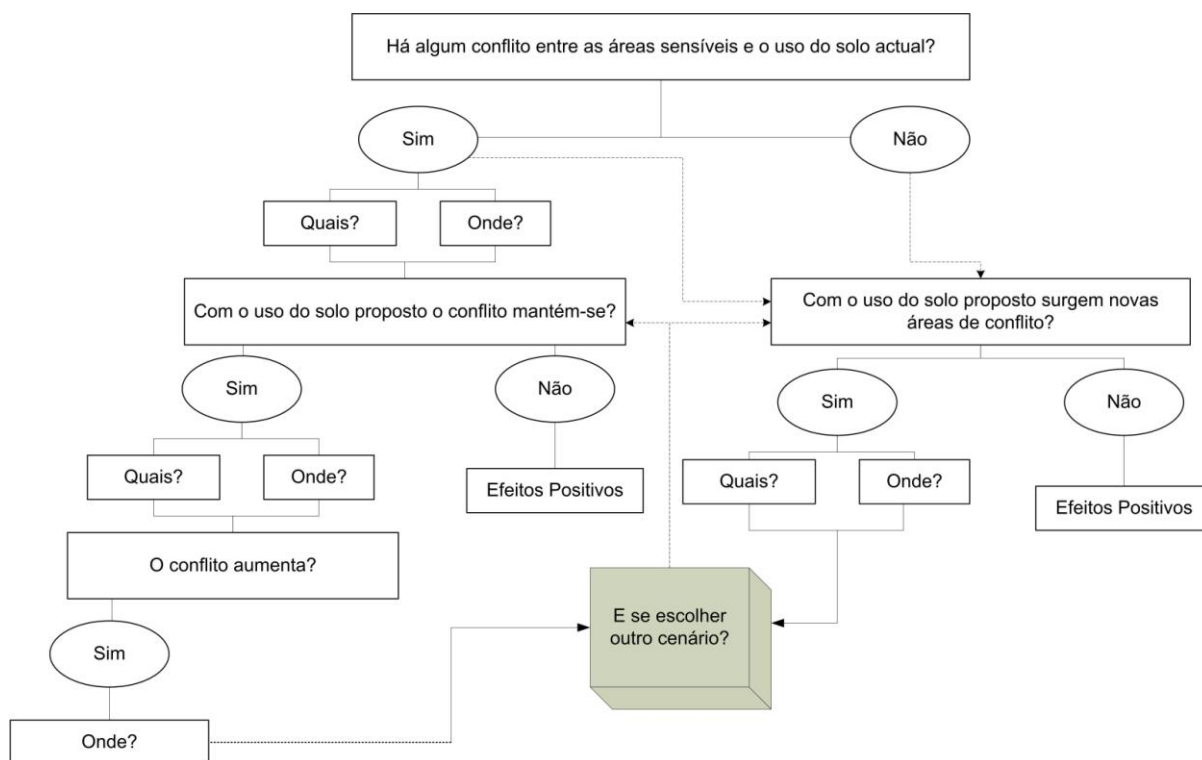 Há algum conflito entre as áreas sensíveis e o uso do solo actual?
Sim
Não
Quais?
Onde?
Com o uso do solo proposto o conflito mantém-se?
Com o uso do solo proposto surgem novas
áreas de conflito?
Sim
Não
Sim
Não
Quais?
Onde?
Efeitos Positivos
Quais?
Onde?
Efeitos Positivos
O conflito aumenta?
E se escolher
outro cenário?
Sim
Onde?